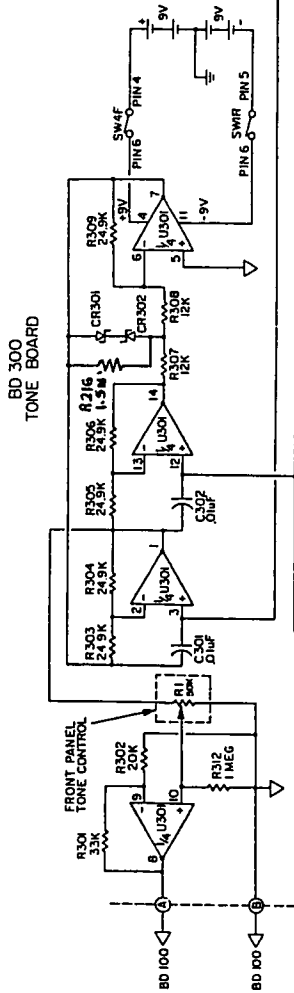 BD 300
TONE BOARD
9V
9V
+
-
SW4F
PIN 4
PIN 6
SW1R
PIN 5
PIN 6
+9V
-9V
R309
24.9K
4
7
11
6
5
-
+
1/4
U301
CR301
CR302
R216
1.5M
R308
12K
R307
12K
R306
24.9K
R305
24.9K
14
13
12
-
+
1/4
U301
C302
.01uF
R304
24.9K
R303
24.9K
1
2
3
-
+
1/4
U301
C301
.01uF
FRONT PANEL
TONE CONTROL
R1
50K
R302
20K
R301
33K
R312
1 MEG
9
10
8
-
+
1/4
U301
A
B
BD 100
BD 100